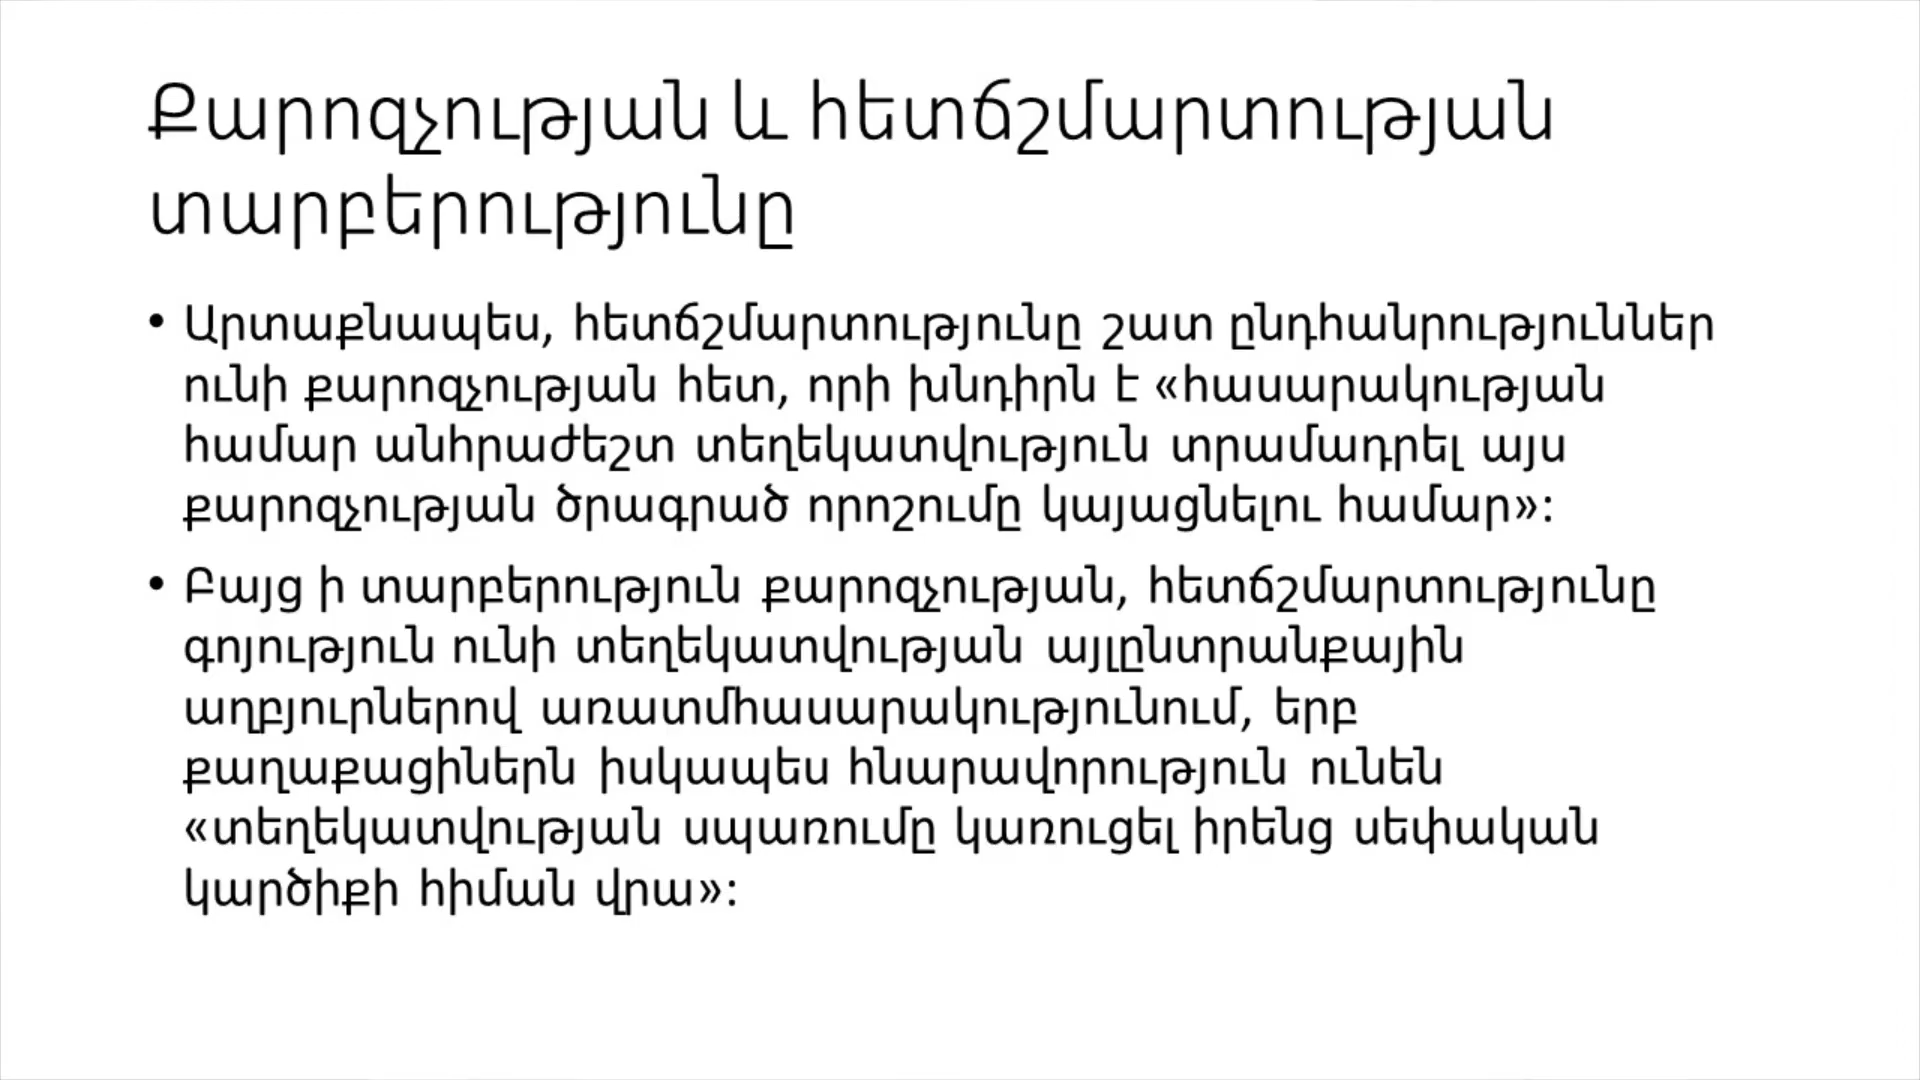 Քարոզչության և հետճշմարտության
տարբերությունը
• Արտաքնապես, հետճշմարտությունը շատ ընդհանրություններ
ունի քարոզչության հետ, որի խնդիրն է «հասարակության
համար անհրաժեշտ տեղեկատվություն տրամադրել այս
քարոզչության ծրագրած որոշումը կայացնելու համար»:
• Բայց ի տարբերություն քարոզչության, հետճշմարտությունը
գոյություն ունի տեղեկատվության այլընտրանքային
աղբյուրներով առատմհասարակությունում, երբ
քաղաքացիներն իսկապես հնարավորություն ունեն
«տեղեկատվության սպառումը կառուցել իրենց սեփական
կարծիքի հիման վրա»: